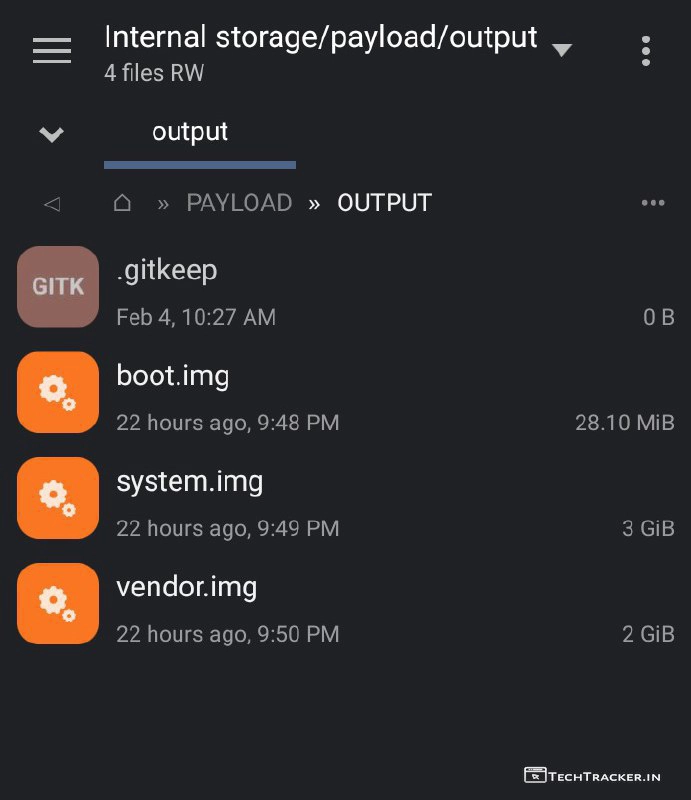 Internal storage/payload/output
4 files RW
output
» PAYLOAD » OUTPUT
GITK
.gitkeep
Feb 4, 10:27 AM 0 B
boot.img
22 hours ago, 9:48 PM 28.10 MiB
system.img
22 hours ago, 9:49 PM 3 GiB
vendor.img
22 hours ago, 9:50 PM 2 GiB
TECHTRACKER.IN